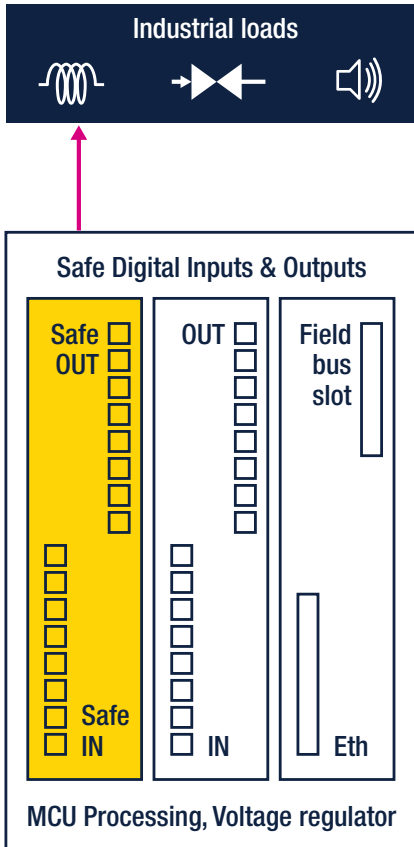 Industrial loads
Safe Digital Inputs & Outputs
Safe
OUT
Safe
IN
OUT
IN
Field
bus
slot
Eth
MCU Processing, Voltage regulator